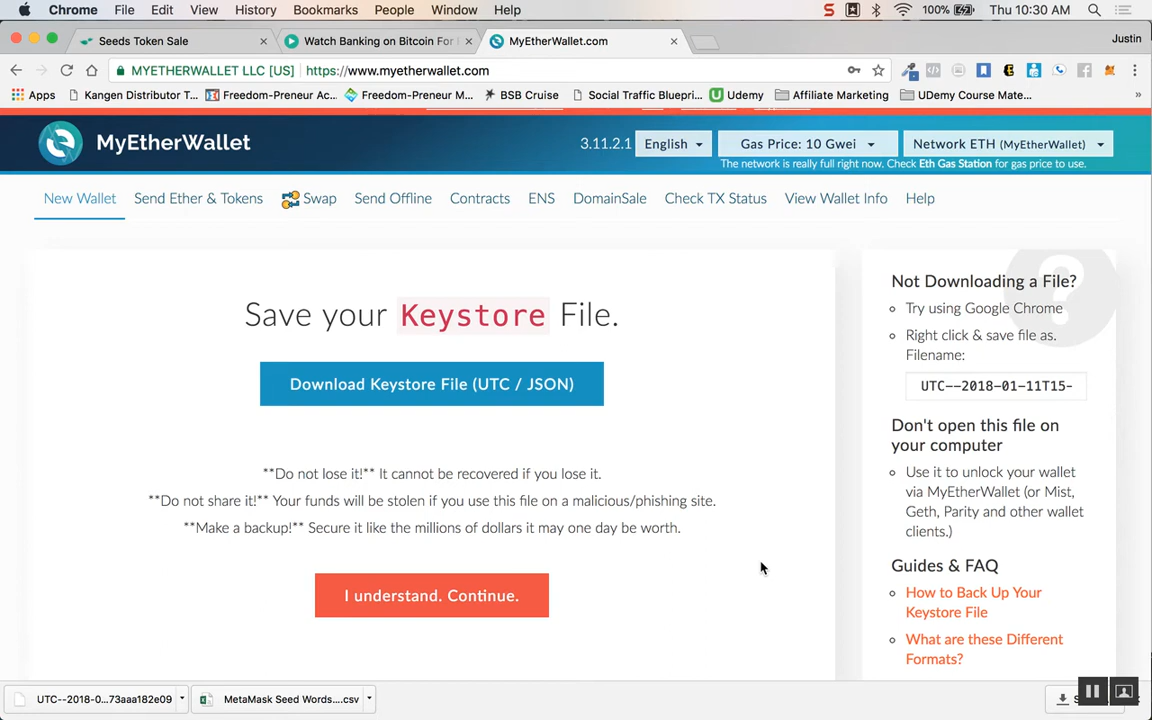 Chrome File Edit View History Bookmarks People Window Help 100% Thu 10:30 AM
Seeds Token Sale Watch Banking on Bitcoin For MyEtherWallet.com Justin
MYETHERWALLET LLC [US] https://www.myetherwallet.com
Apps Kangen Distributor T... Freedom-Preneur Ac... Freedom-Preneur M... BSB Cruise Social Traffic Bluepri... Udemy Affiliate Marketing UDemy Course Mate... »
MyEtherWallet 3.11.2.1 English Gas Price: 10 Gwei Network ETH (MyEtherWallet)
The network is really full right now. Check Eth Gas Station for gas price to use.
New Wallet Send Ether & Tokens Swap Send Offline Contracts ENS DomainSale Check TX Status View Wallet Info Help
Save your Keystore File.
Download Keystore File (UTC / JSON)
**Do not lose it!** It cannot be recovered if you lose it.
**Do not share it!** Your funds will be stolen if you use this file on a malicious/phishing site.
**Make a backup!** Secure it like the millions of dollars it may one day be worth.
I understand. Continue.
Not Downloading a File?
Try using Google Chrome
Right click & save file as.
Filename:
UTC--2018-01-11T15-
Don't open this file on
your computer
Use it to unlock your wallet
via MyEtherWallet (or Mist,
Geth, Parity and other wallet
clients.)
Guides & FAQ
How to Back Up Your
Keystore File
What are these Different
Formats?
UTC--2018-0...73aaa182e09 MetaMask Seed Words....csv